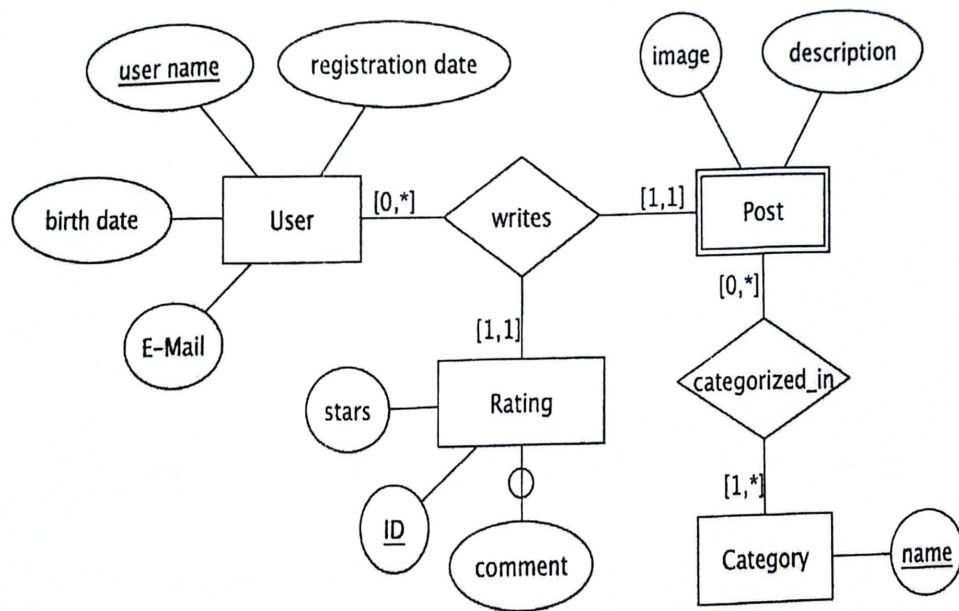 user name
registration date
image
description
birth date
User
[0,*]
writes
[1,1]
Post
E-Mail
[1,1]
[0,*]
stars
Rating
categorized_in
ID
comment
[1,*]
Category
name